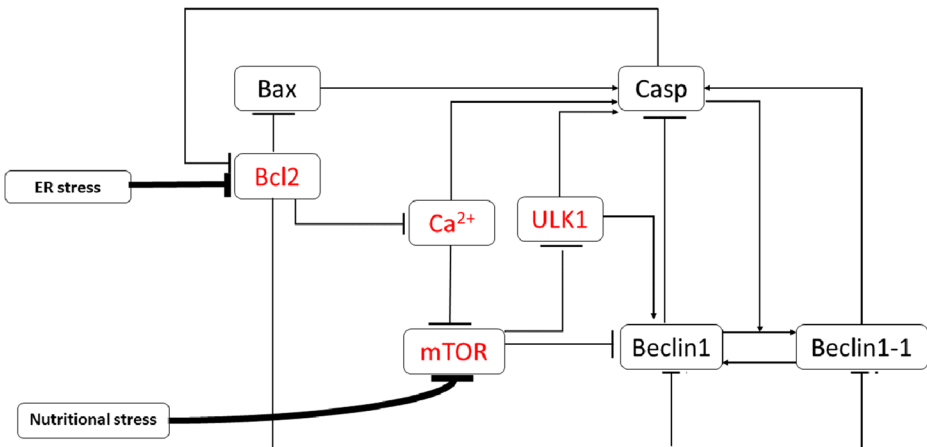 Bax
Casp
Bcl2
ER stress
Ca²⁺
ULK1
mTOR
Beclin1
Beclin1-1
Nutritional stress